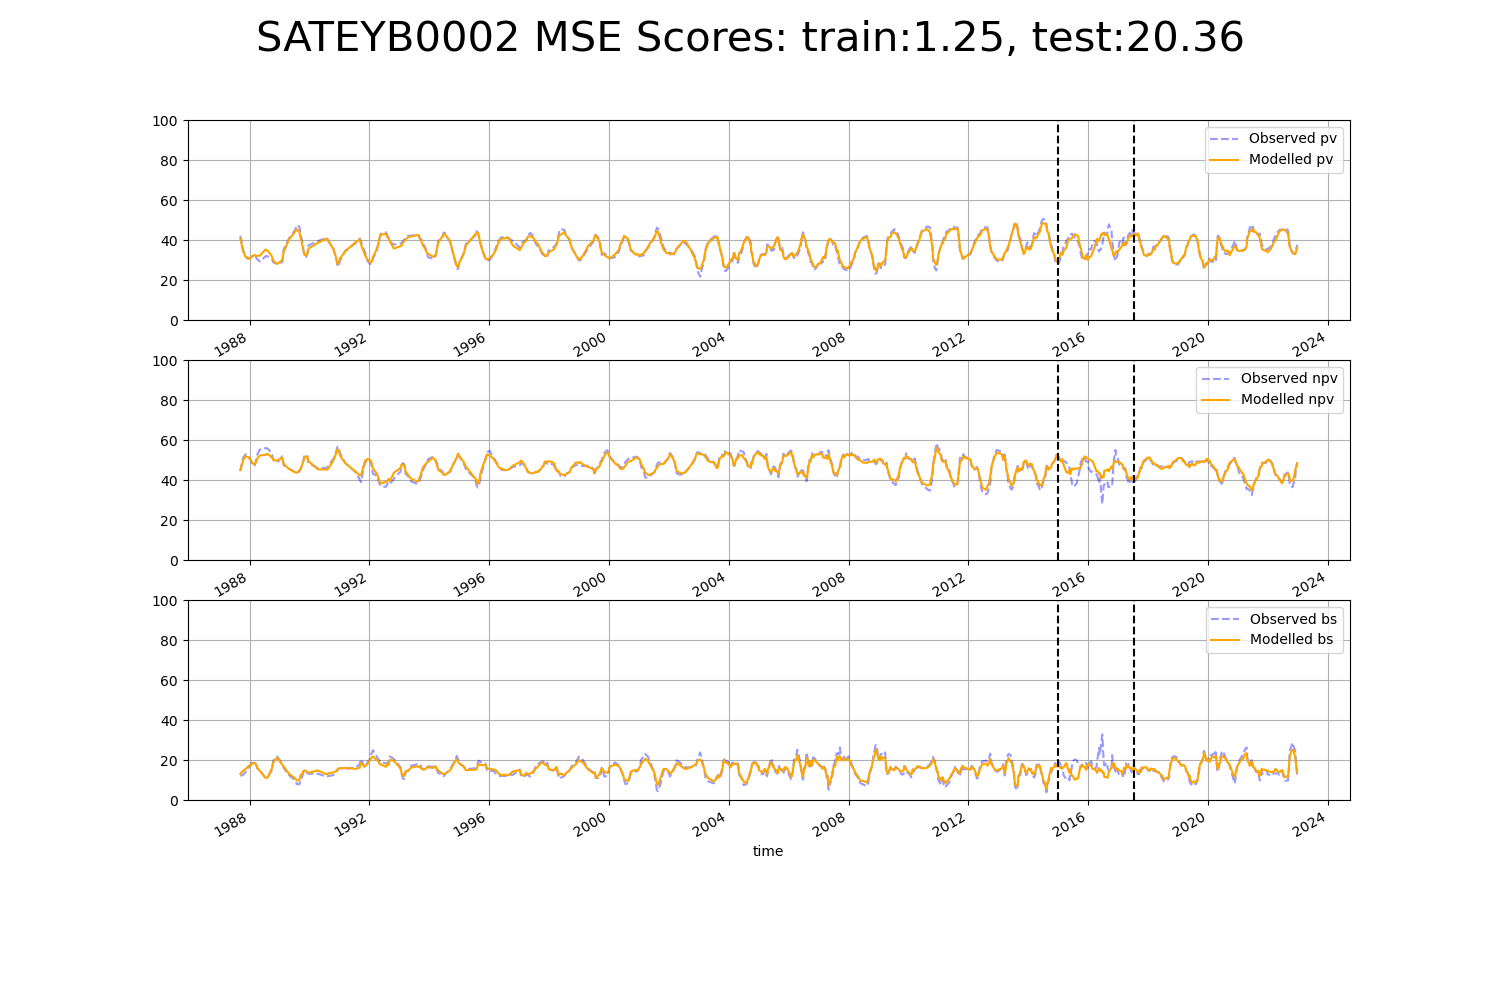 SATEYB0002 MSE Scores: train:1.25, test:20.36
100
80
60
40
20
0
Observed pv
Modelled pv
1988 1992 1996 2000 2004 2008 2012 2016 2020 2024
100
80
60
40
20
0
Observed npv
Modelled npv
1988 1992 1996 2000 2004 2008 2012 2016 2020 2024
100
80
60
40
20
0
Observed bs
Modelled bs
1988 1992 1996 2000 2004 2008 2012 2016 2020 2024
time